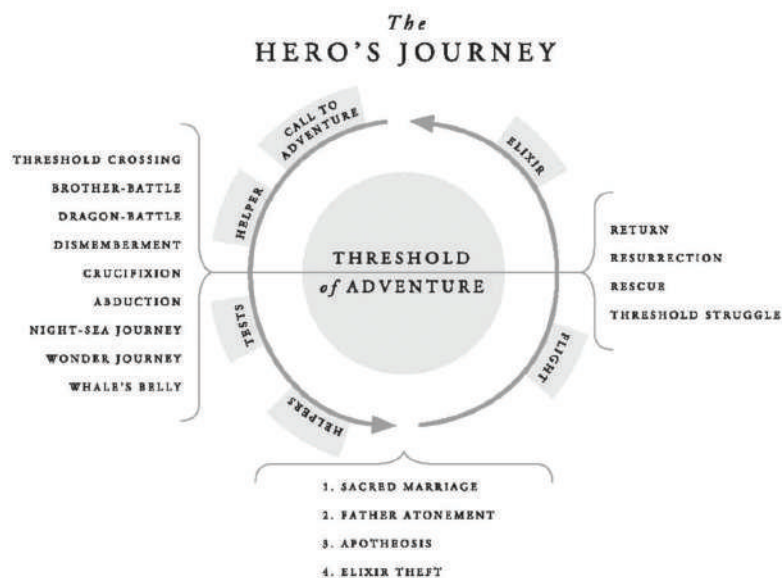 The
HERO'S JOURNEY
CALL TO
ADVENTURE
HELPER
TESTS
HELPERS
ELIXIR
FLIGHT
THRESHOLD CROSSING
BROTHER-BATTLE
DRAGON-BATTLE
DISMEMBERMENT
CRUCIFIXION
ABDUCTION
NIGHT-SEA JOURNEY
WONDER JOURNEY
WHALE'S BELLY
THRESHOLD
of ADVENTURE
RETURN
RESURRECTION
RESCUE
THRESHOLD STRUGGLE
1. SACRED MARRIAGE
2. FATHER ATONEMENT
3. APOTHEOSIS
4. ELIXIR THEFT